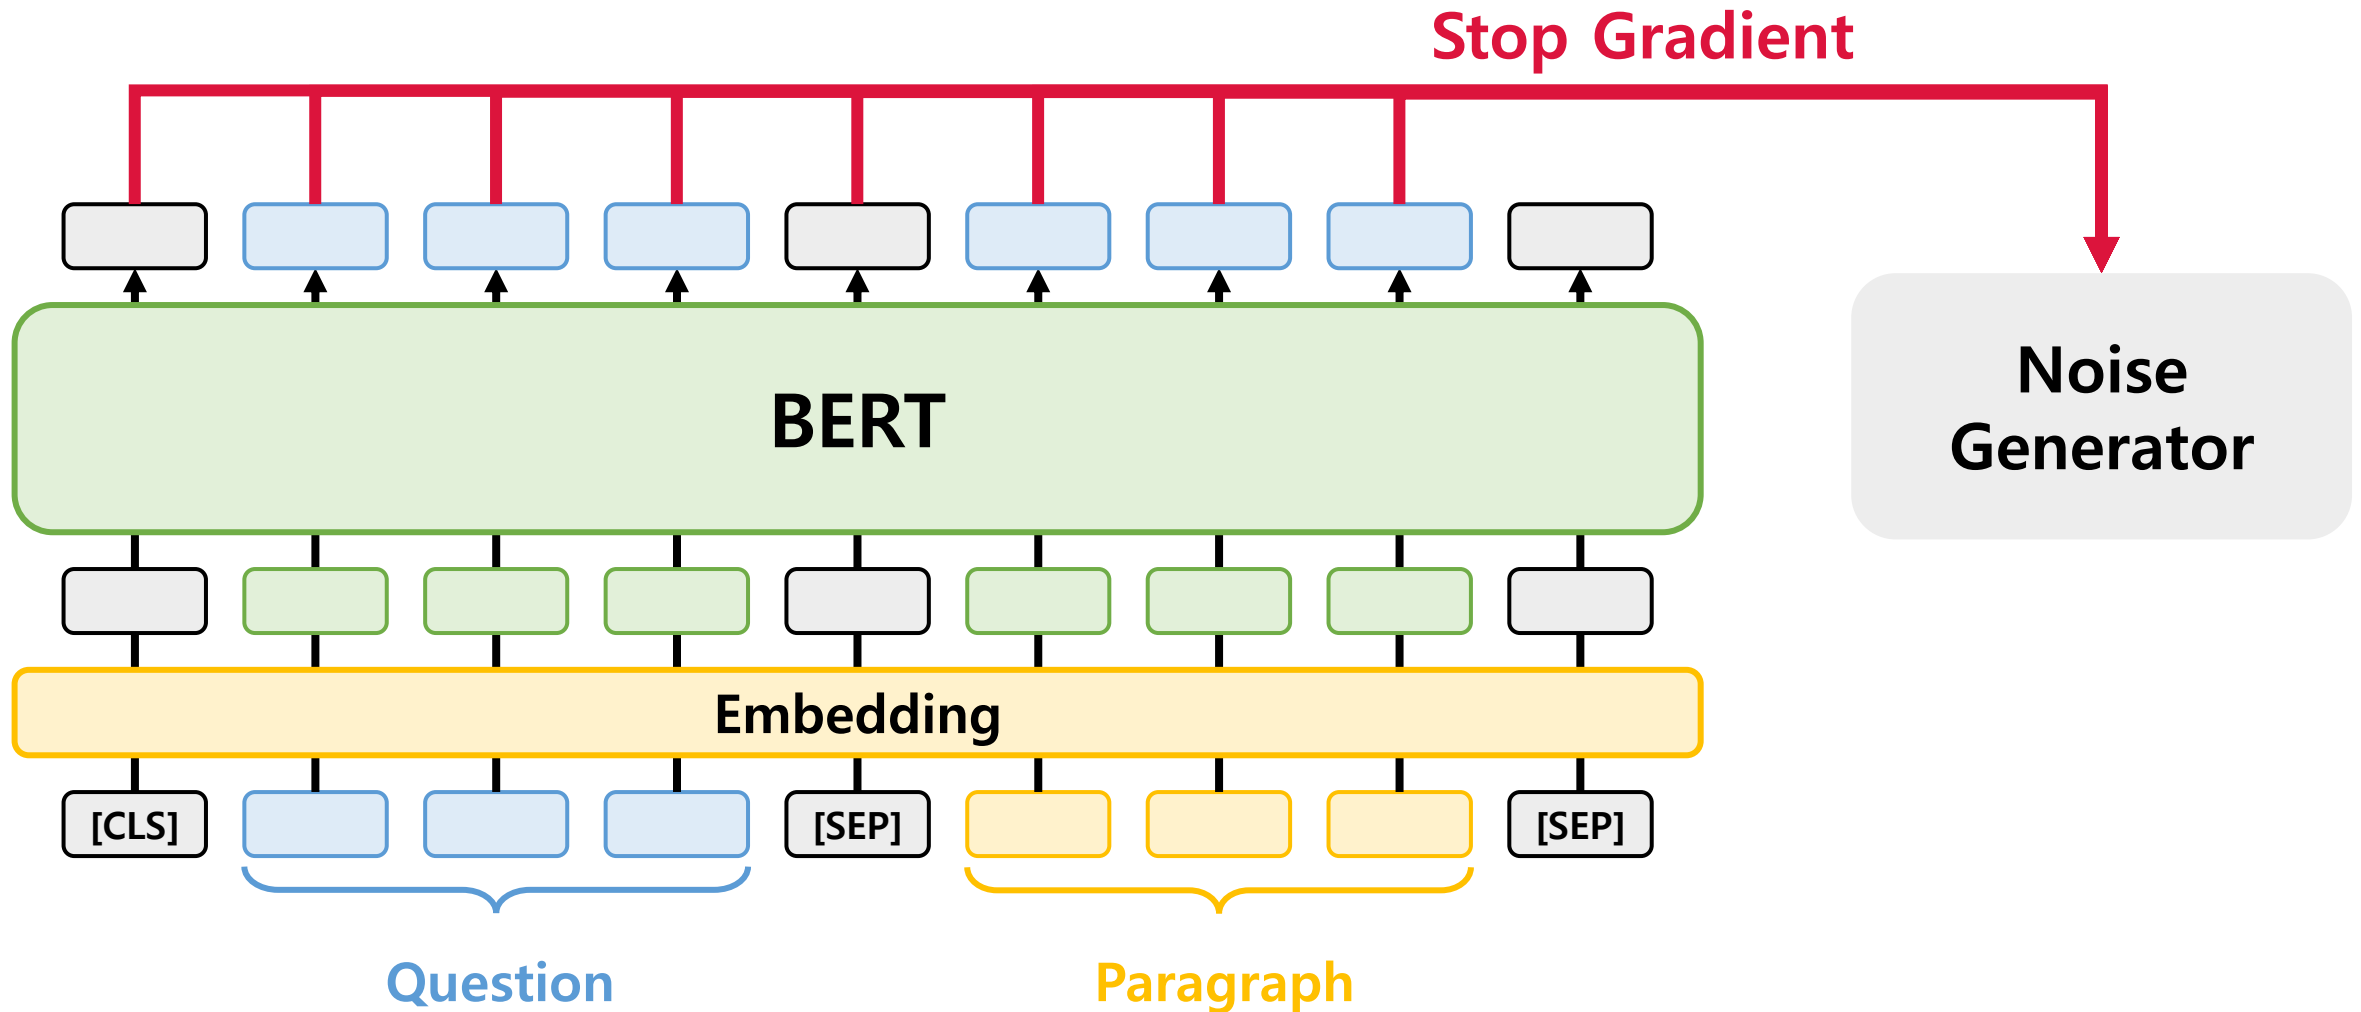 Stop Gradient
BERT
Noise
Generator
Embedding
[CLS]
[SEP]
[SEP]
Question
Paragraph